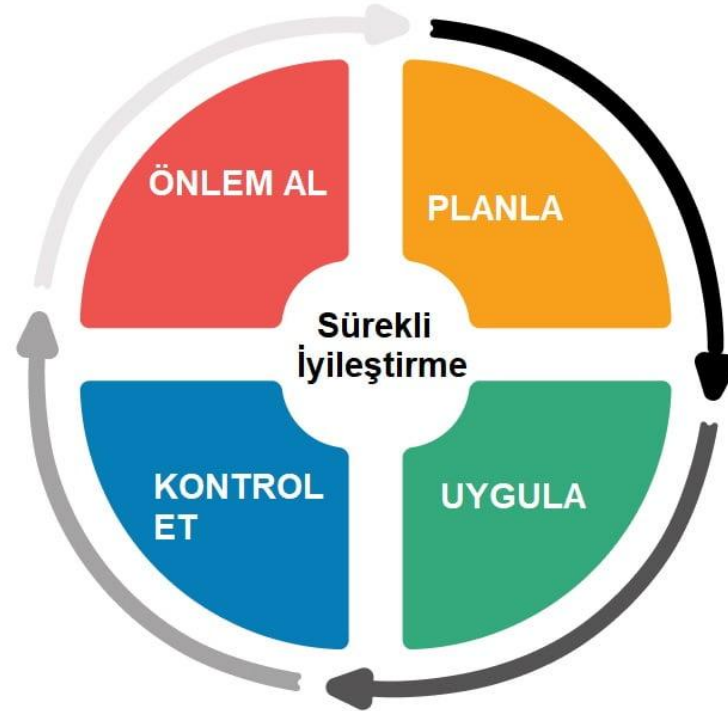 ÖNLEM AL
PLANLA
Sürekli
İyileştirme
KONTROL
ET
UYGULA